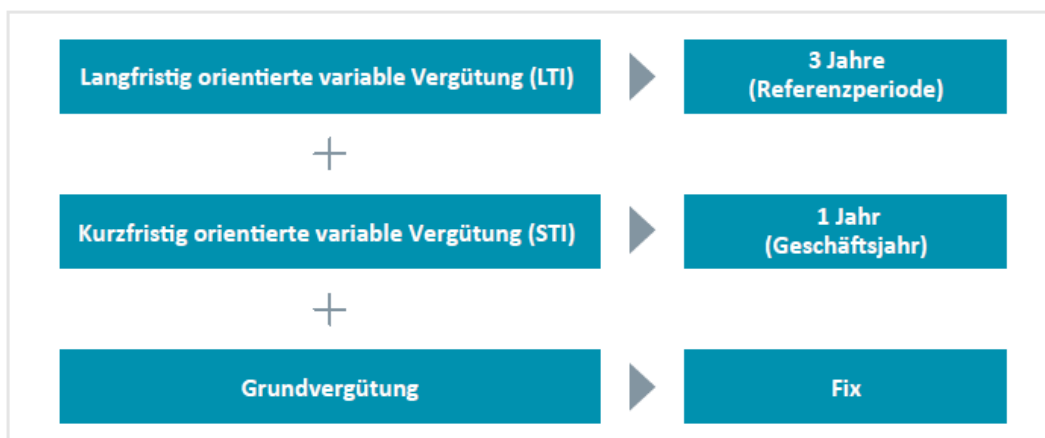 Langfristig orientierte variable Vergütung (LTI)
3 Jahre
(Referenzperiode)
+
Kurzfristig orientierte variable Vergütung (STI)
1 Jahr
(Geschäftsjahr)
+
Grundvergütung
Fix